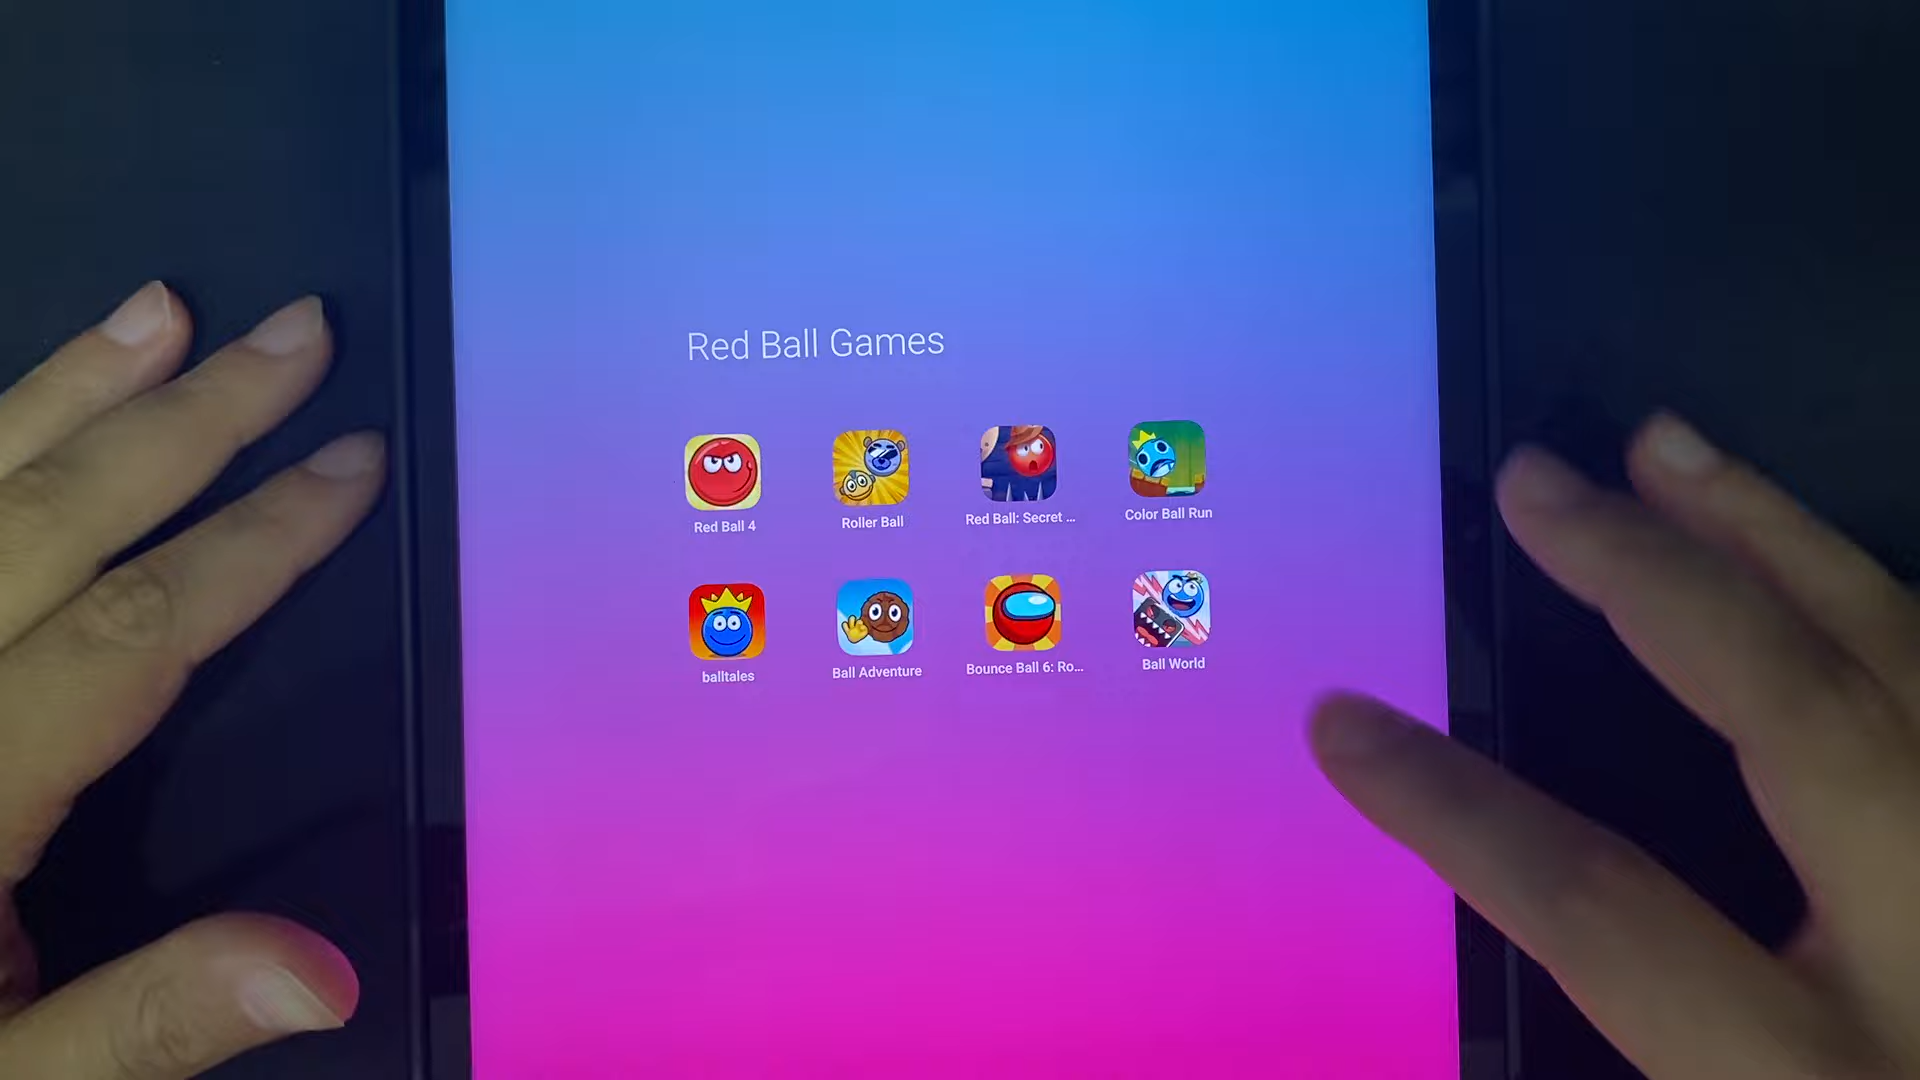 Red Ball Games
Red Ball 4
Roller Ball
Red Ball: Secret ...
Color Ball Run
balltales
Ball Adventure
Bounce Ball 6: Ro...
Ball World